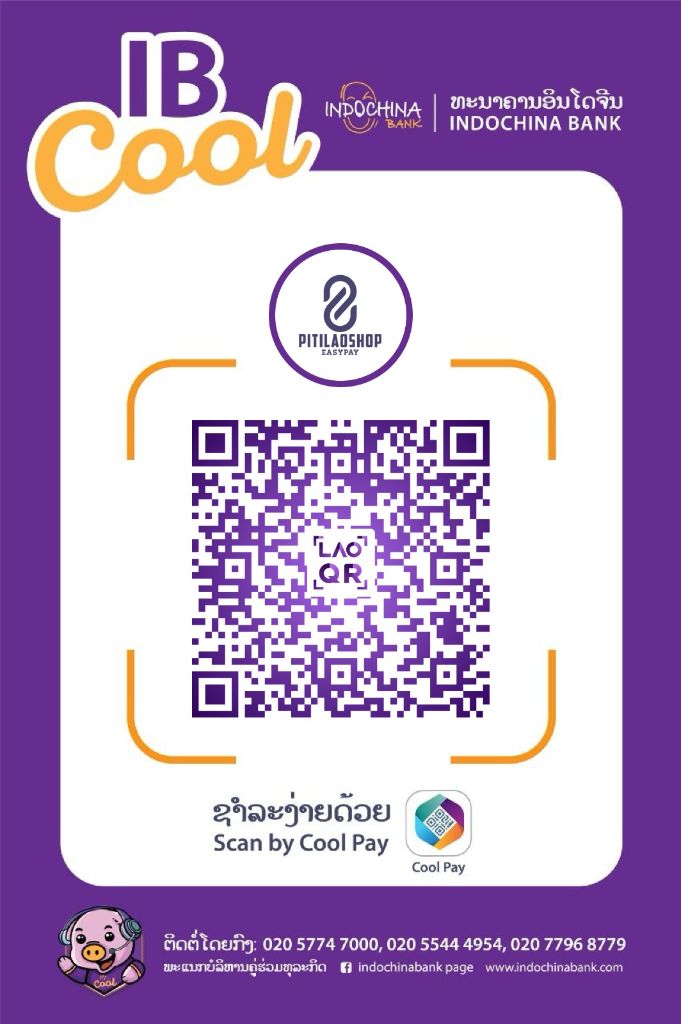 IB
Cool
INDOCHINA
BANK
ທະນາຄານອິນໂດຈີນ
INDOCHINA BANK
PITILAOSHOP
EASYPAY
LAO
QR
ຊຳລະງ່າຍດ້ວຍ
Scan by Cool Pay
Cool Pay
ຕິດຕໍ່ໂດຍກົງ: 020 5774 7000, 020 5544 4954, 020 7796 8779
ພະແນກບໍລິຫານຄູ່ຮ່ວມທຸລະກິດ indochinabank page www.indochinabank.com
IB
Cool